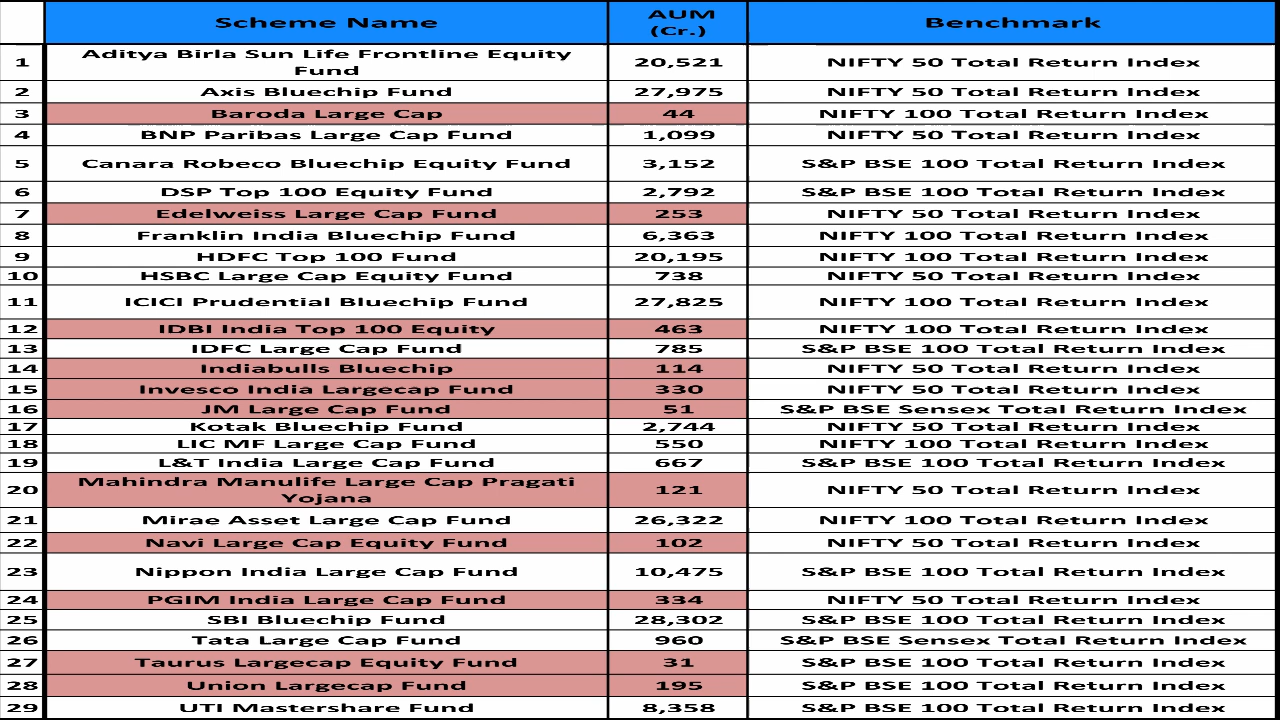 Scheme Name AUM (Cr.) Benchmark
1 Aditya Birla Sun Life Frontline Equity Fund 20,521 NIFTY 50 Total Return Index
2 Axis Bluechip Fund 27,975 NIFTY 50 Total Return Index
3 Baroda Large Cap 44 NIFTY 100 Total Return Index
4 BNP Paribas Large Cap Fund 1,099 NIFTY 50 Total Return Index
5 Canara Robeco Bluechip Equity Fund 3,152 S&P BSE 100 Total Return Index
6 DSP Top 100 Equity Fund 2,792 S&P BSE 100 Total Return Index
7 Edelweiss Large Cap Fund 253 NIFTY 50 Total Return Index
8 Franklin India Bluechip Fund 6,363 NIFTY 100 Total Return Index
9 HDFC Top 100 Fund 20,195 NIFTY 100 Total Return Index
10 HSBC Large Cap Equity Fund 738 NIFTY 50 Total Return Index
11 ICICI Prudential Bluechip Fund 27,825 NIFTY 100 Total Return Index
12 IDBI India Top 100 Equity 463 NIFTY 100 Total Return Index
13 IDFC Large Cap Fund 785 S&P BSE 100 Total Return Index
14 Indiabulls Bluechip 114 NIFTY 50 Total Return Index
15 Invesco India Largecap Fund 330 NIFTY 50 Total Return Index
16 JM Large Cap Fund 51 S&P BSE Sensex Total Return Index
17 Kotak Bluechip Fund 2,744 NIFTY 50 Total Return Index
18 LIC MF Large Cap Fund 550 NIFTY 100 Total Return Index
19 L&T India Large Cap Fund 667 S&P BSE 100 Total Return Index
20 Mahindra Manulife Large Cap Pragati Yojana 121 NIFTY 50 Total Return Index
21 Mirae Asset Large Cap Fund 26,322 NIFTY 100 Total Return Index
22 Navi Large Cap Equity Fund 102 NIFTY 50 Total Return Index
23 Nippon India Large Cap Fund 10,475 S&P BSE 100 Total Return Index
24 PGIM India Large Cap Fund 334 NIFTY 50 Total Return Index
25 SBI Bluechip Fund 28,302 S&P BSE 100 Total Return Index
26 Tata Large Cap Fund 960 S&P BSE Sensex Total Return Index
27 Taurus Largecap Equity Fund 31 S&P BSE 100 Total Return Index
28 Union Largecap Fund 195 S&P BSE 100 Total Return Index
29 UTI Mastershare Fund 8,358 S&P BSE 100 Total Return Index